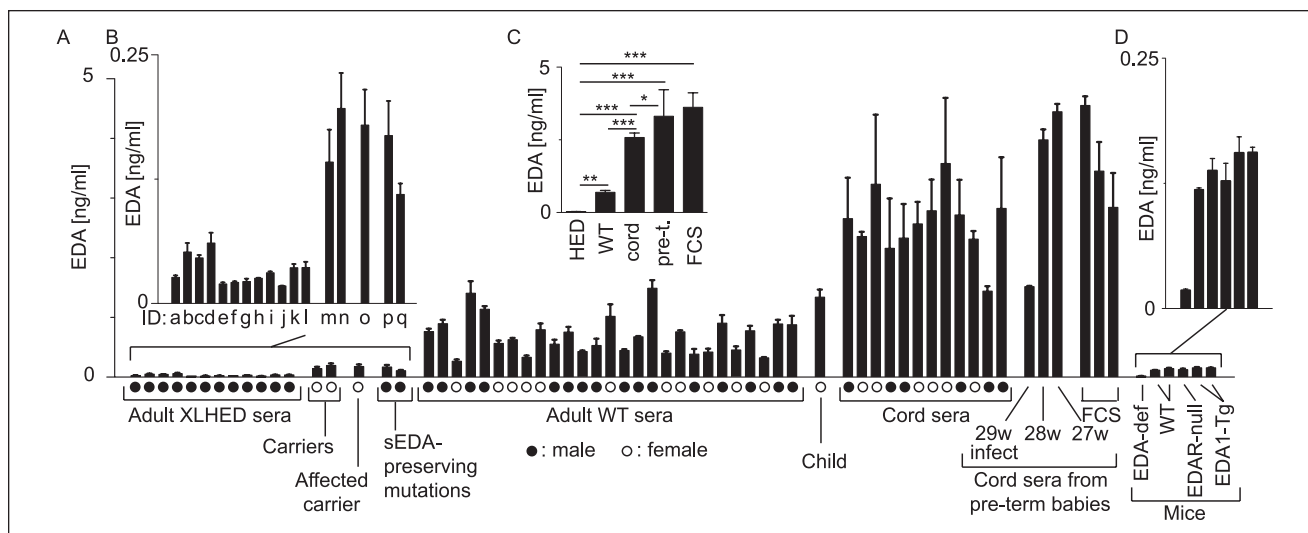 A
B
C
D
EDA [ng/ml]
5
0
EDA [ng/ml]
0.25
0
ID: a b c d e f g h i j k l m n o p q
EDA [ng/ml]
5
0
***
***
***
*
***
**
HED
WT
cord
pre-t.
FCS
EDA [ng/ml]
0.25
0
Adult XLHED sera
Carriers
Affected
carrier
sEDA-
preserving
mutations
Adult WT sera
: male
: female
Child
Cord sera
29w
infect
28w
27w
Cord sera from
pre-term babies
FCS
EDA-def
WT
EDAR-null
EDA1-Tg
Mice